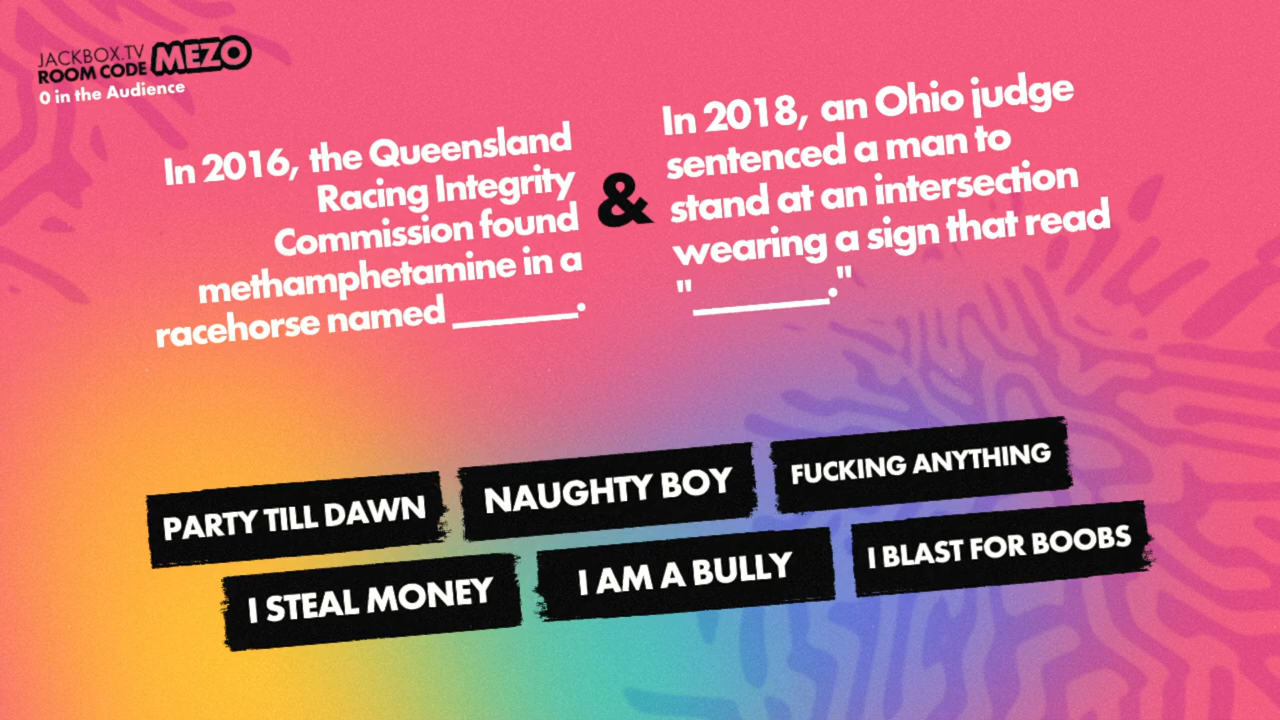 JACKBOX.TV
ROOM CODE MEZO
0 in the Audience
In 2016, the Queensland
Racing Integrity
Commission found
methamphetamine in a
racehorse named ________.
&
In 2018, an Ohio judge
sentenced a man to
stand at an intersection
wearing a sign that read
"________."
PARTY TILL DAWN
NAUGHTY BOY
FUCKING ANYTHING
I STEAL MONEY
I AM A BULLY
I BLAST FOR BOOBS